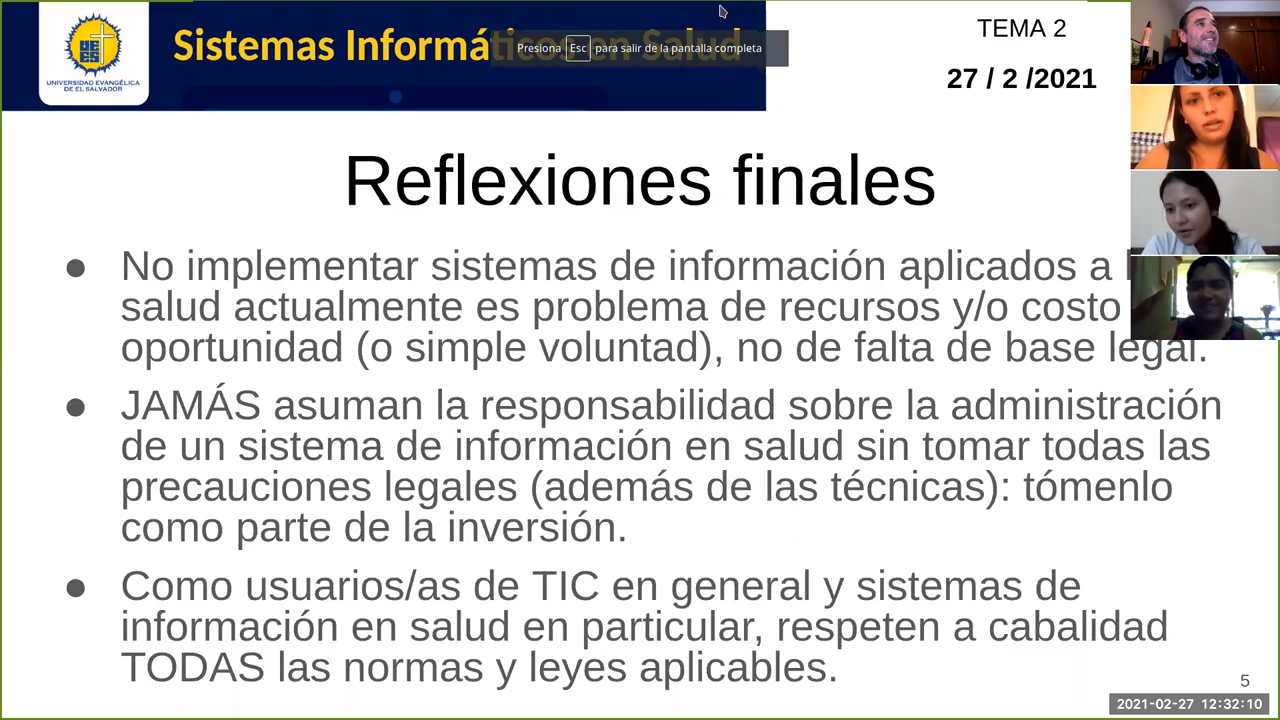 UNIVERSIDAD EVANGÉLICA
DE EL SALVADOR
Sistemas Informáticos en Salud
Presiona Esc para salir de la pantalla completa
TEMA 2
27 / 2 /2021
Reflexiones finales
● No implementar sistemas de información aplicados a
salud actualmente es problema de recursos y/o costo
oportunidad (o simple voluntad), no de falta de base legal.
● JAMÁS asuman la responsabilidad sobre la administración
de un sistema de información en salud sin tomar todas las
precauciones legales (además de las técnicas): tómenlo
como parte de la inversión.
● Como usuarios/as de TIC en general y sistemas de
información en salud en particular, respeten a cabalidad
TODAS las normas y leyes aplicables.
5
2021-02-27 12:32:10